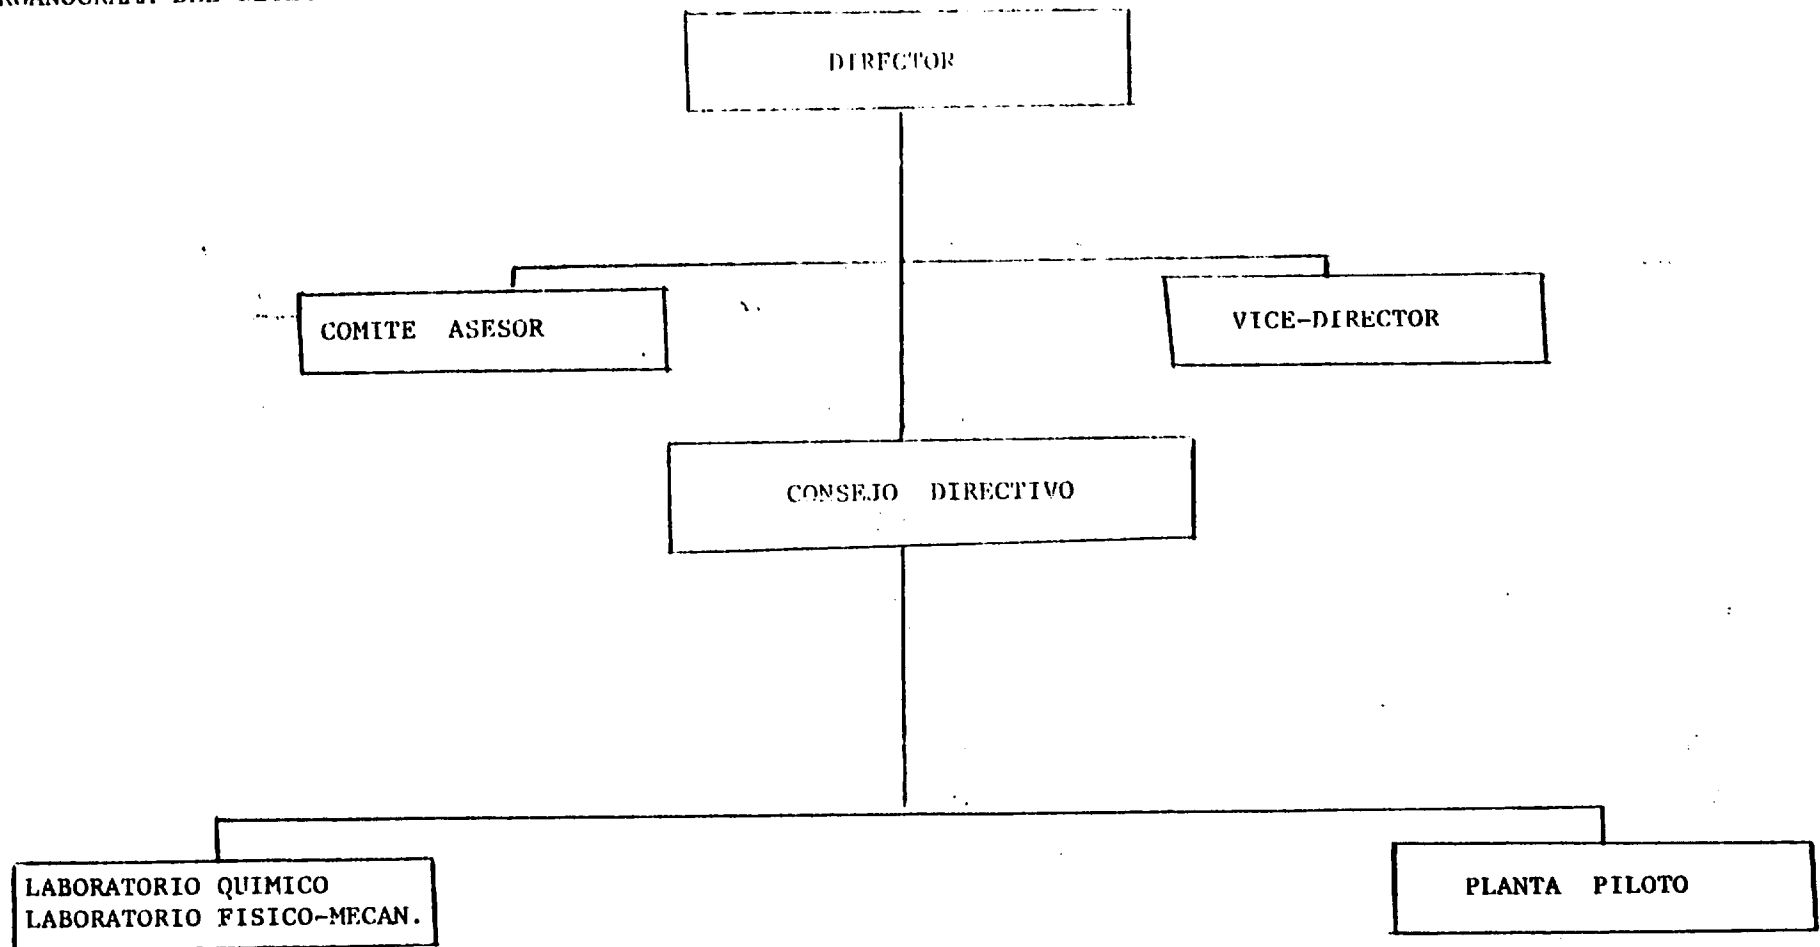 DIRECTOR
COMITE ASESOR
VICE-DIRECTOR
CONSEJO DIRECTIVO
LABORATORIO QUIMICO
LABORATORIO FISICO-MECAN.
PLANTA PILOTO